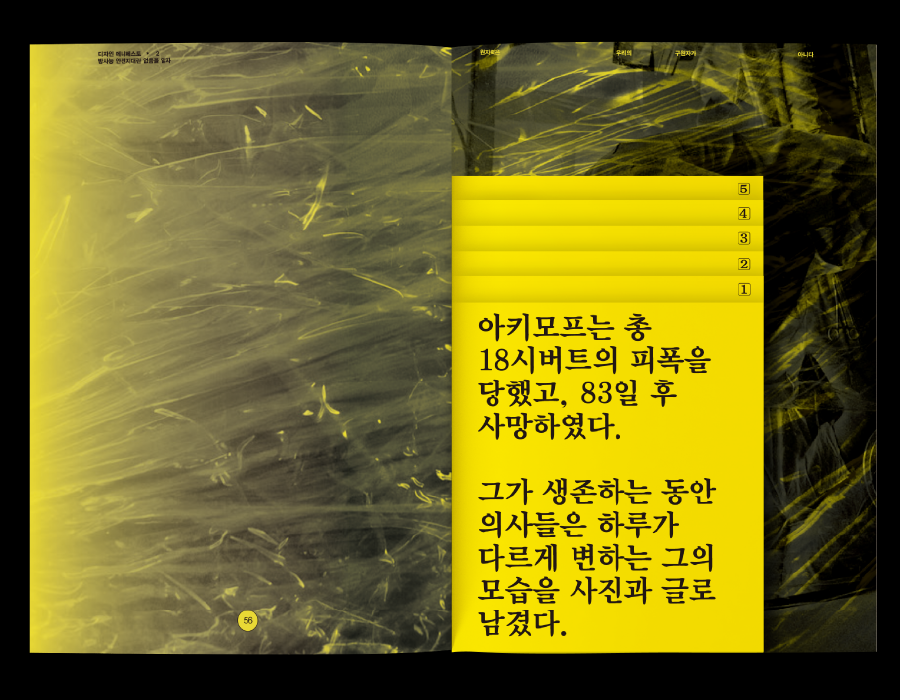 디자인 매니페스토 • 2
방사능 안전지대란 없음을 알자
원자력은
우리의
구원자가
아니다
5
4
3
2
1
아키모프는 총
18시버트의 피폭을
당했고, 83일 후
사망하였다.
그가 생존하는 동안
의사들은 하루가
다르게 변하는 그의
모습을 사진과 글로
남겼다.
56